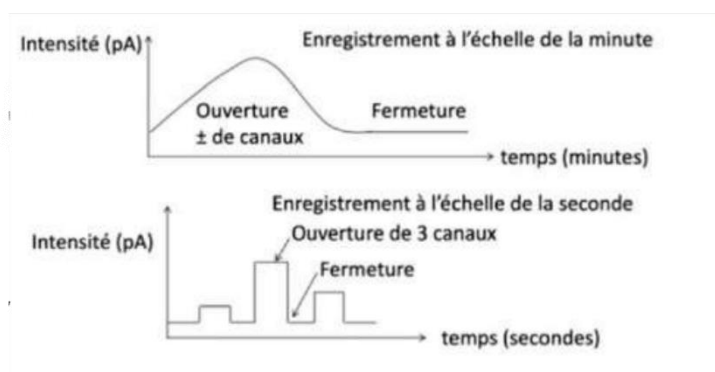 Intensité (pA)
Enregistrement à l'échelle de la minute
Ouverture
± de canaux
Fermeture
temps (minutes)
Enregistrement à l'échelle de la seconde
Intensité (pA)
Ouverture de 3 canaux
Fermeture
temps (secondes)